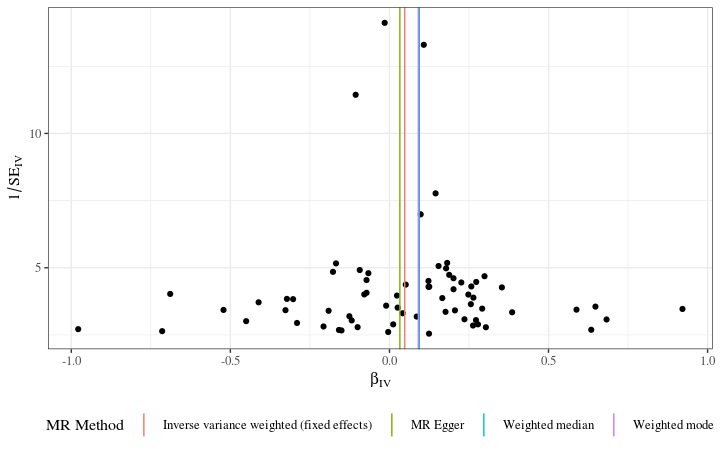 10
5
1/SE_IV
-1.0 -0.5 0.0 0.5 1.0
β_IV
MR Method Inverse variance weighted (fixed effects) MR Egger Weighted median Weighted mode